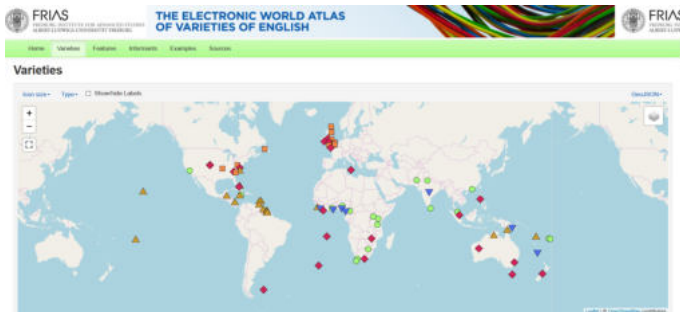 FRIAS
THE ELECTRONIC WORLD ATLAS
OF VARIETIES OF ENGLISH
FRIAS
Home Varieties Features Informants Examples Sources
Varieties
Icon size Type Show/hide Labels
GeoJSON
+
−